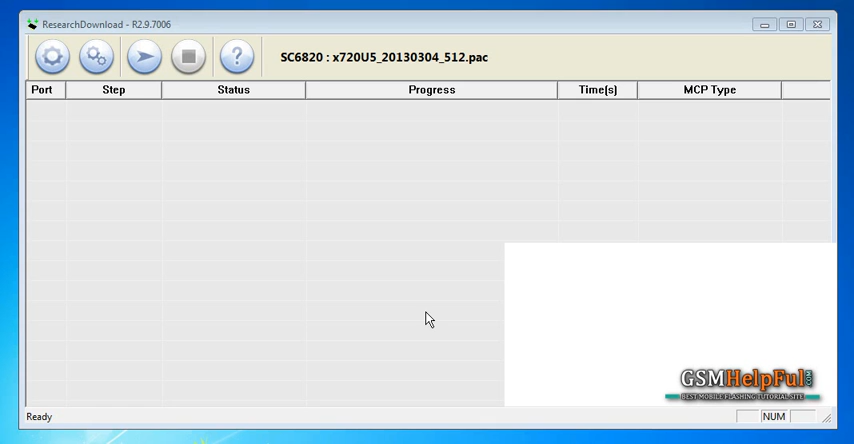 ResearchDownload - R2.9.7006
SC6820 : x720U5_20130304_512.pac
Port Step Status Progress Time(s) MCP Type
GSMHelpFul.COM
BEST MOBILE FLASHING TUTORIAL SITE
Ready NUM